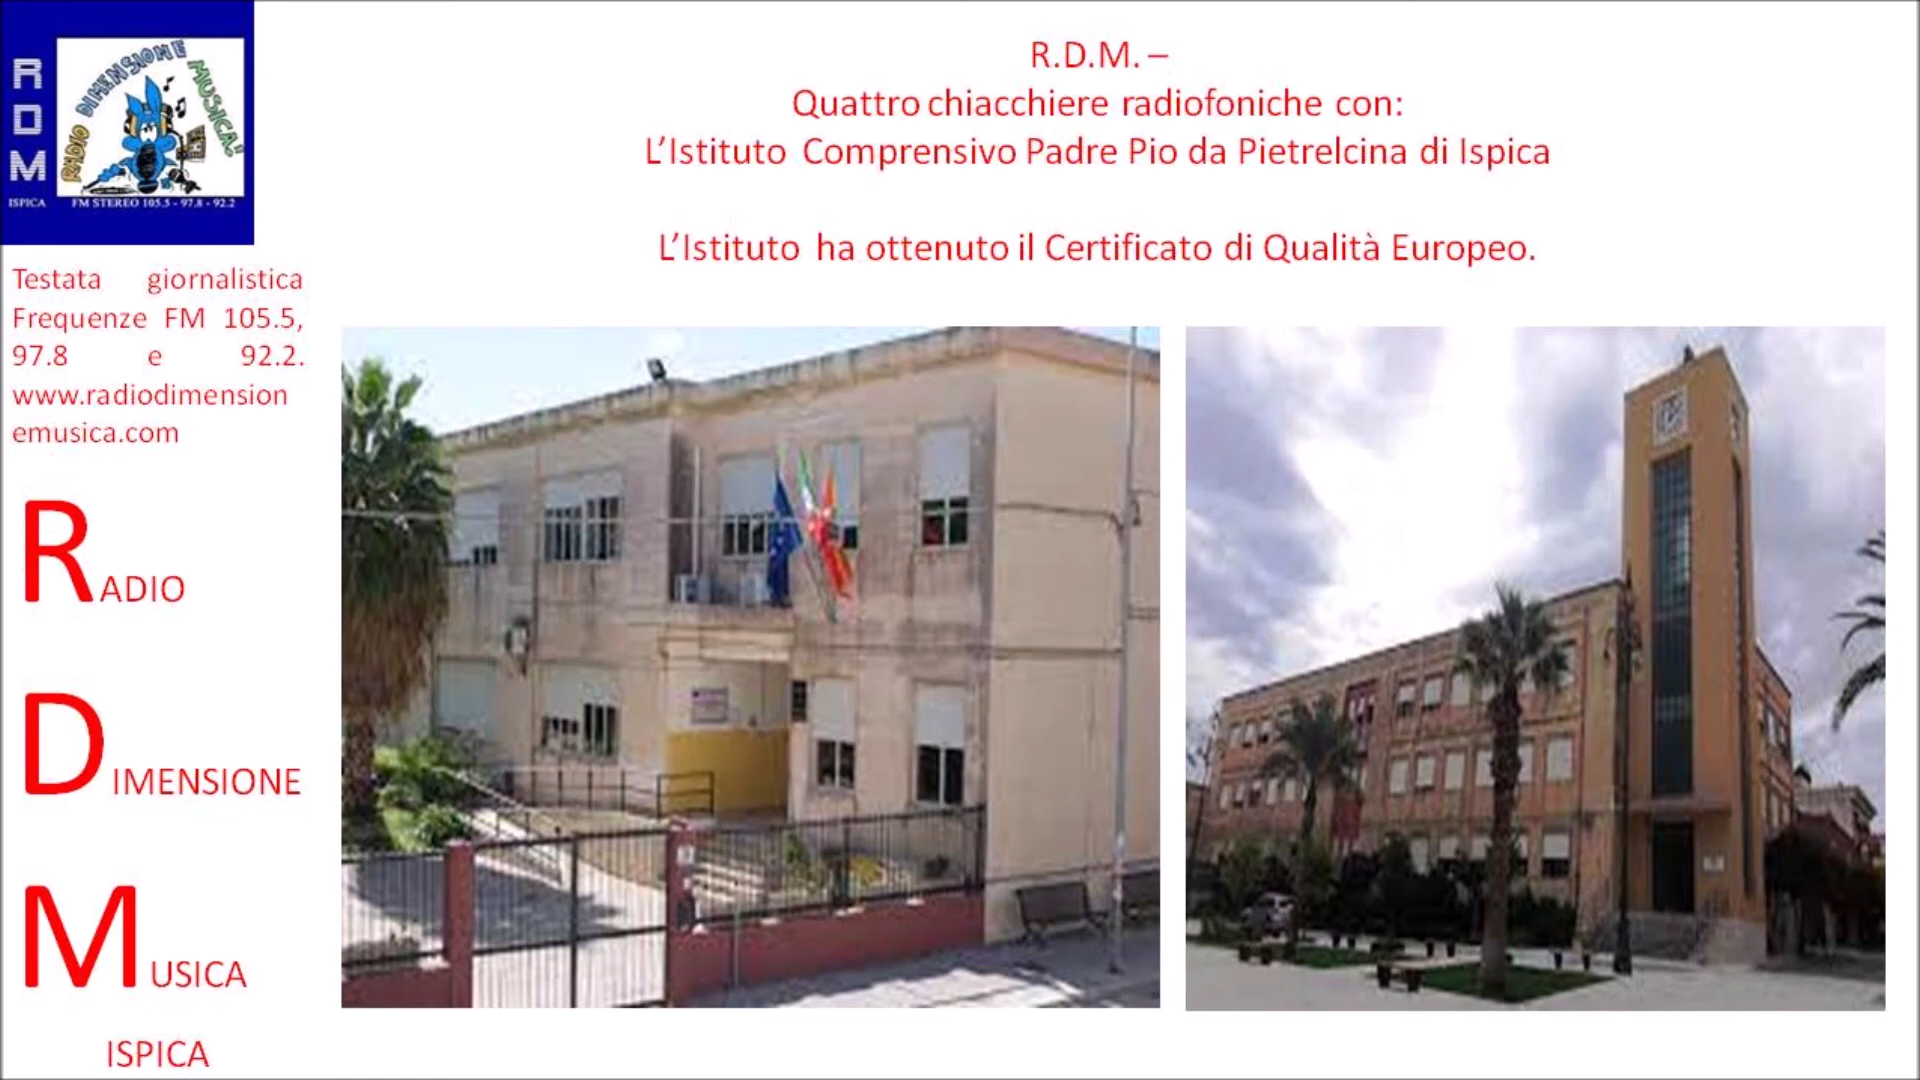 R
D
M
ISPICA
RADIO DIMENSIONE MUSICA!
FM STEREO 105.5 - 97.8 - 92.2
R.D.M. –
Quattro chiacchiere radiofoniche con:
L’Istituto Comprensivo Padre Pio da Pietrelcina di Ispica
L’Istituto ha ottenuto il Certificato di Qualità Europeo.
Testata giornalistica
Frequenze FM 105.5,
97.8 e 92.2.
www.radiodimension
emusica.com
RADIO
DIMENSIONE
MUSICA
ISPICA